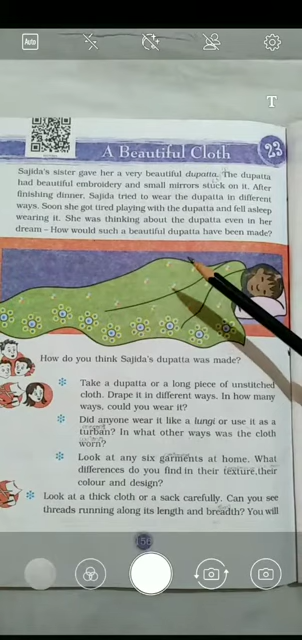 Auto
T
A Beautiful Cloth
23
Sajida's sister gave her a very beautiful dupatta. The dupatta
had beautiful embroidery and small mirrors stuck on it. After
finishing dinner, Sajida tried to wear the dupatta in different
ways. Soon she got tired playing with the dupatta and fell asleep
wearing it. She was thinking about the dupatta even in her
dream – How would such a beautiful dupatta have been made?
How do you think Sajida's dupatta was made?
Take a dupatta or a long piece of unstitched
cloth. Drape it in different ways. In how many
ways, could you wear it?
Did anyone wear it like a lungi or use it as a
turban? In what other ways was the cloth
worn?
Look at any six garments at home. What
differences do you find in their texture, their
colour and design?
Look at a thick cloth or a sack carefully. Can you see
threads running along its length and breadth? You will
156